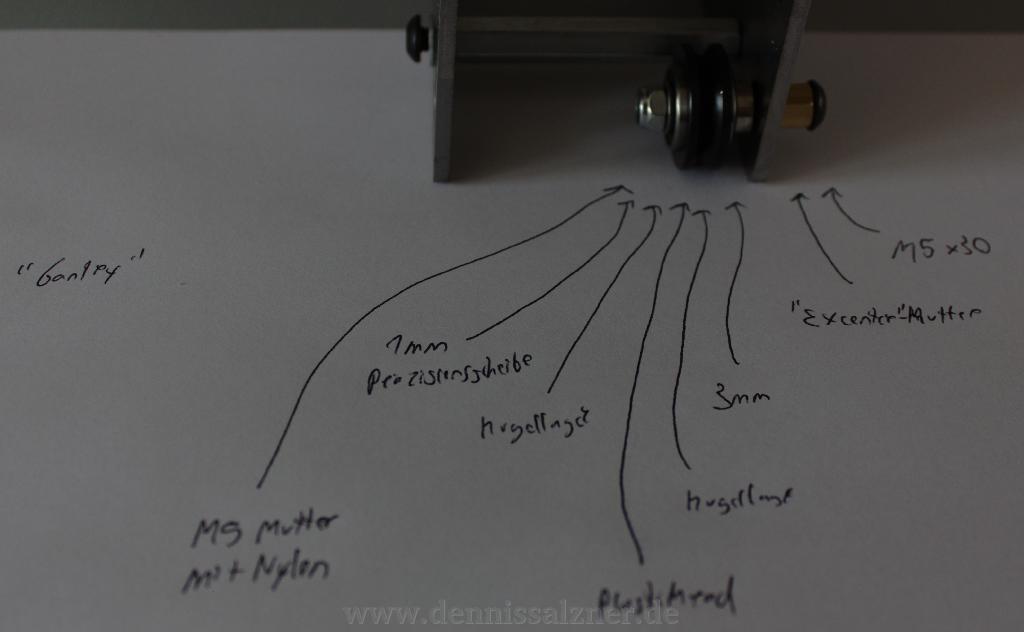 "Gantry"
M5 x30
"Excenter"-Mutter
1mm
Präzisionsscheibe
Kugellager
3mm
Kugellager
M5 Mutter
mit Nylon
Plastikrad
www.dennissalzner.de